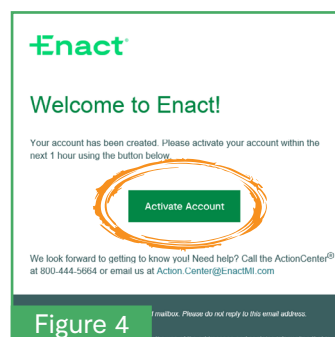 Enact
Welcome to Enact!
Your account has been created. Please activate your account within the
next 1 hour using the button below.
Activate Account
We look forward to getting to know you! Need help? Call the ActionCenter®
at 800-444-5664 or email us at Action.Center@EnactMI.com
mailbox. Please do not reply to this email address.
Figure 4